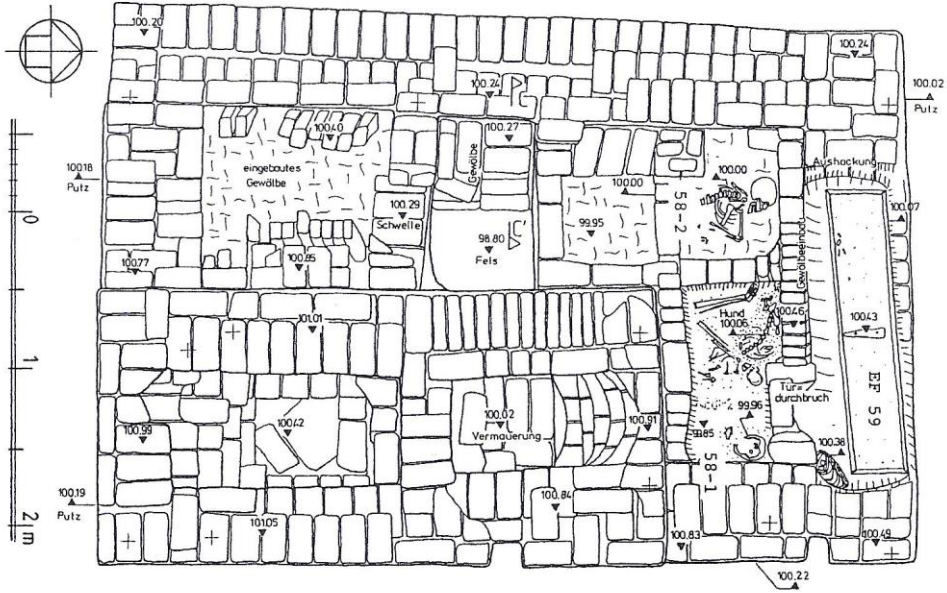 100.20
100.24
100.02
Putz
100.24
100.40
100.27
eingebautes
Gewölbe
Gewölbe
Aushackung
100.18
Putz
100.00
100.00
58-2
100.07
100.29
Schwelle
99.95
98.80
Fels
Gewölbeeinbau
0
100.77
100.85
101.01
Hund
100.06
100.46
100.43
EF 59
1
Tür=
durchbruch
100.99
100.42
100.02
Vermauerung
100.91
99.96
99.85
58-1
100.38
100.19
Putz
100.84
101.05
2 m
100.83
100.49
100.22